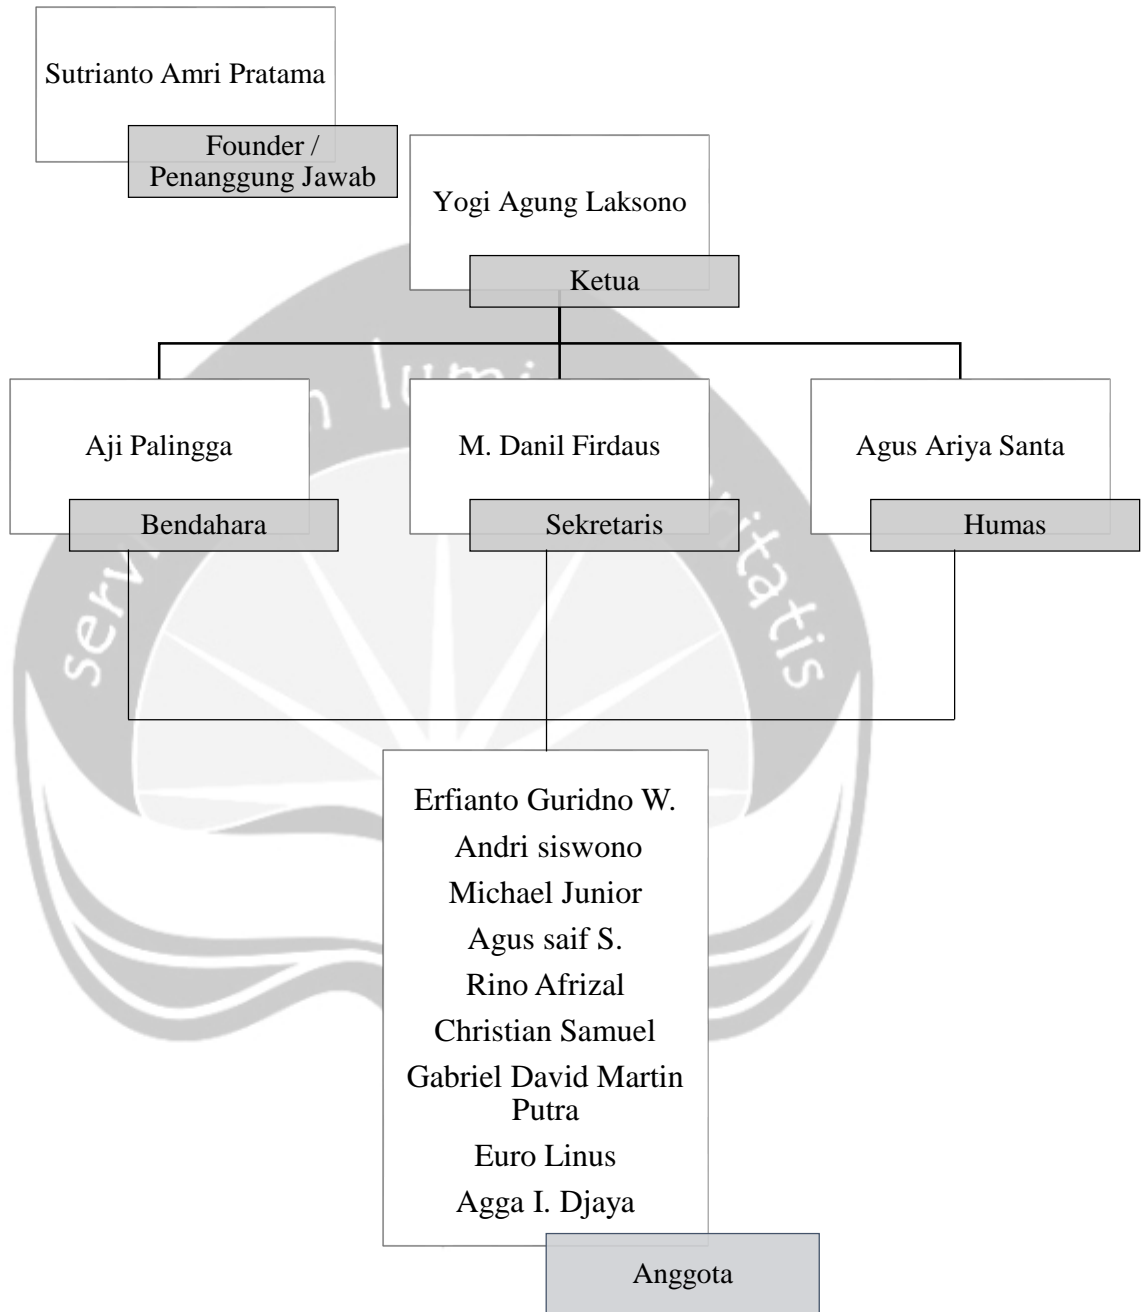 Sutrianto Amri Pratama
Founder /
Penanggung Jawab
Yogi Agung Laksono
Ketua
Aji Palingga
Bendahara
M. Danil Firdaus
Sekretaris
Agus Ariya Santa
Humas
Erfianto Guridno W.
Andri siswono
Michael Junior
Agus saif S.
Rino Afrizal
Christian Samuel
Gabriel David Martin
Putra
Euro Linus
Agga I. Djaya
Anggota